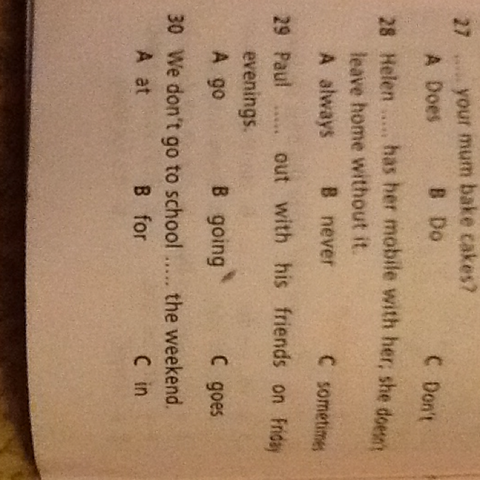 27 ..... your mum bake cakes?
A Does B Do C Don't
28 Helen ..... has her mobile with her; she doesn't
leave home without it.
A always B never C sometimes
29 Paul ..... out with his friends on Friday
evenings.
A go B going C goes
30 We don't go to school ..... the weekend.
A at B for C in